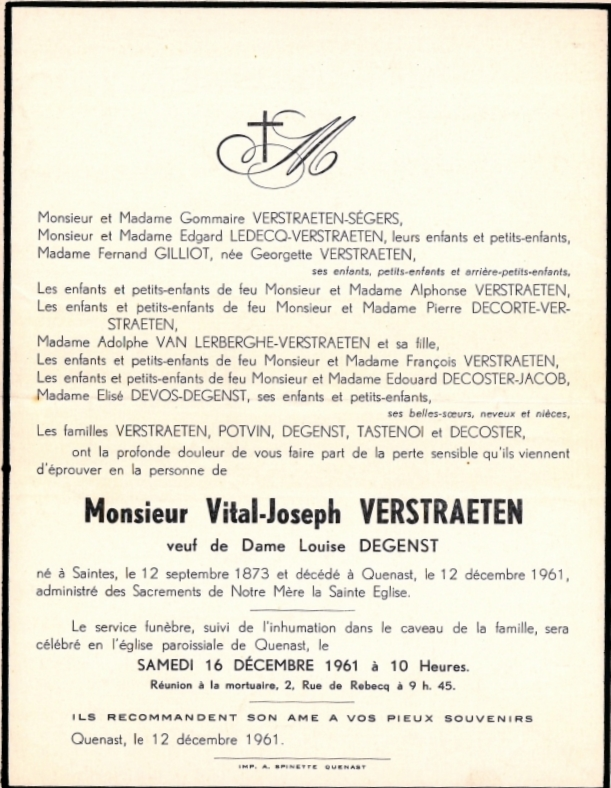 M
Monsieur et Madame Gommaire VERSTRAETEN-SÉGERS,
Monsieur et Madame Edgard LEDECQ-VERSTRAETEN, leurs enfants et petits-enfants,
Madame Fernand GILLIOT, née Georgette VERSTRAETEN,
ses enfants, petits-enfants et arrière-petits-enfants,
Les enfants et petits-enfants de feu Monsieur et Madame Alphonse VERSTRAETEN,
Les enfants et petits-enfants de feu Monsieur et Madame Pierre DECORTE-VER-
STRAETEN,
Madame Adolphe VAN LERBERGHE-VERSTRAETEN et sa fille,
Les enfants et petits-enfants de feu Monsieur et Madame François VERSTRAETEN,
Les enfants et petits-enfants de feu Monsieur et Madame Edouard DECOSTER-JACOB,
Madame Elisé DEVOS-DEGENST, ses enfants et petits-enfants,
ses belles-sœurs, neveux et nièces,
Les familles VERSTRAETEN, POTVIN, DEGENST, TASTENOI et DECOSTER,
ont la profonde douleur de vous faire part de la perte sensible qu'ils viennent
d'éprouver en la personne de
Monsieur Vital-Joseph VERSTRAETEN
veuf de Dame Louise DEGENST
né à Saintes, le 12 septembre 1873 et décédé à Quenast, le 12 décembre 1961,
administré des Sacrements de Notre Mère la Sainte Eglise.
Le service funèbre, suivi de l'inhumation dans le caveau de la famille, sera
célébré en l'église paroissiale de Quenast, le
SAMEDI 16 DÉCEMBRE 1961 à 10 Heures.
Réunion à la mortuaire, 2, Rue de Rebecq à 9 h. 45.
ILS RECOMMANDENT SON AME A VOS PIEUX SOUVENIRS
Quenast, le 12 décembre 1961.
IMP. A. SPINETTE QUENAST